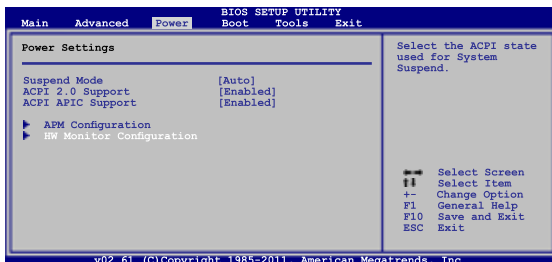 BIOS SETUP UTILITY
Main Advanced Power Boot Tools Exit
Power Settings
Suspend Mode [Auto]
ACPI 2.0 Support [Enabled]
ACPI APIC Support [Enabled]
APM Configuration
HW Monitor Configuration
Select the ACPI state
used for System
Suspend.
Select Screen
Select Item
+- Change Option
F1 General Help
F10 Save and Exit
ESC Exit
v02.61 (C)Copyright 1985-2011, American Megatrends, Inc.